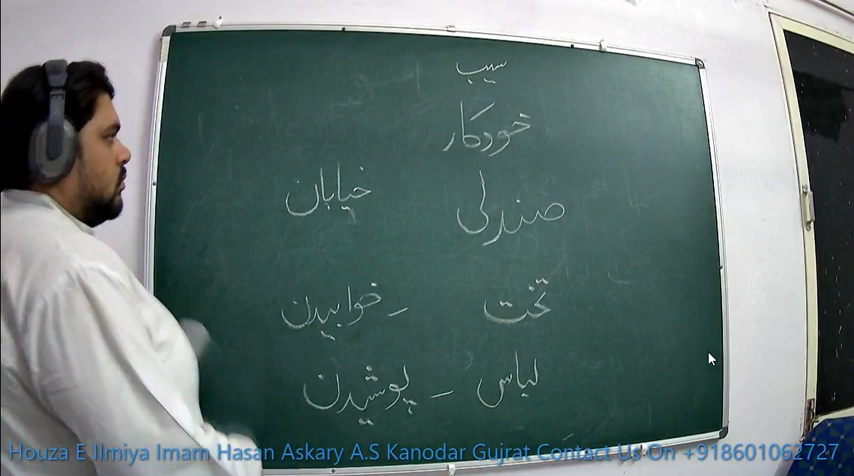 سیب
خودکار
صندلی خیابان
تخت - خوابیدن
لباس - پوشیدن
Houza E Ilmiya Imam Hasan Askary A.S Kanodar Gujrat Contact Us On +918601062727